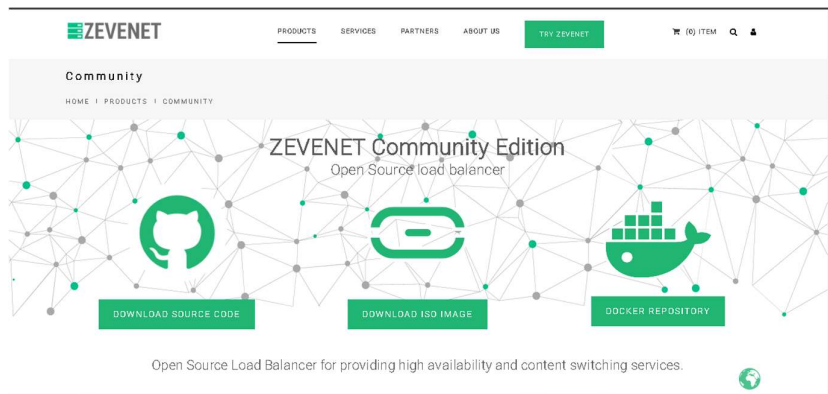 ZEVENET
PRODUCTS SERVICES PARTNERS ABOUT US TRY ZEVENET (0) ITEM
Community
HOME | PRODUCTS | COMMUNITY
ZEVENET Community Edition
Open Source load balancer
DOWNLOAD SOURCE CODE DOWNLOAD ISO IMAGE DOCKER REPOSITORY
Open Source Load Balancer for providing high availability and content switching services.